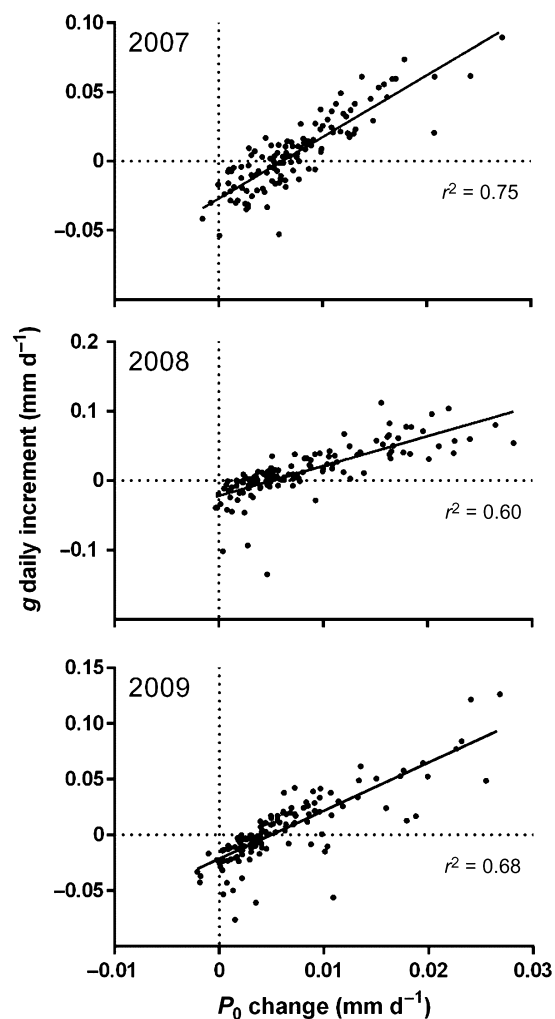 g daily increment (mm d⁻¹)
2007
0.10
0.05
0
−0.05
r² = 0.75
2008
0.2
0.1
0
−0.1
r² = 0.60
2009
0.15
0.10
0.05
0
−0.05
r² = 0.68
−0.01 0 0.01 0.02 0.03
P₀ change (mm d⁻¹)